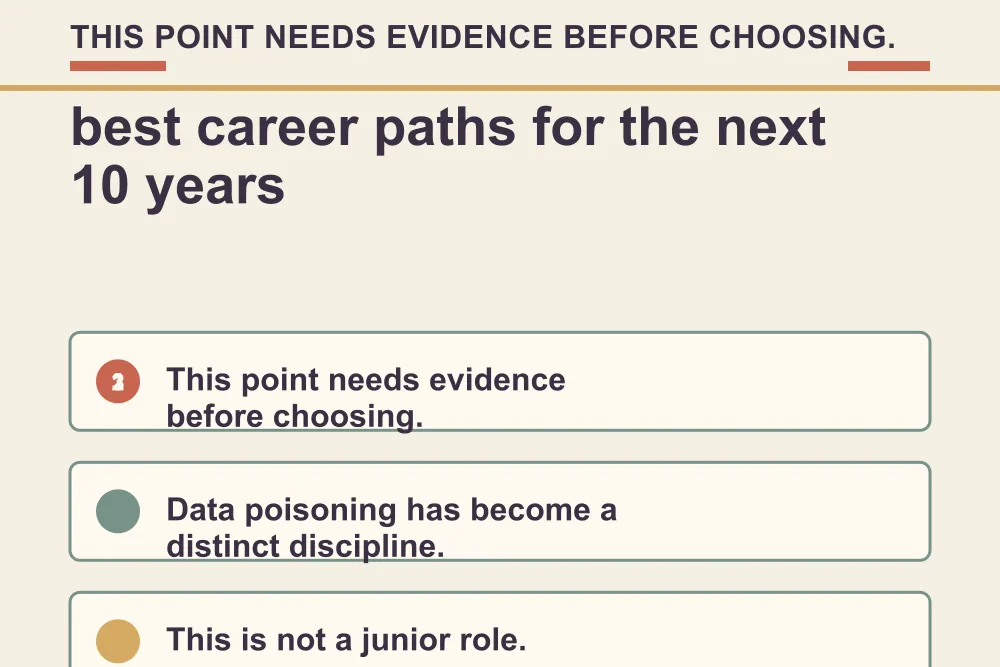 THIS POINT NEEDS EVIDENCE BEFORE CHOOSING.
best career paths for the next
10 years
This point needs evidence
before choosing.
Data poisoning has become a
distinct discipline.
This is not a junior role.